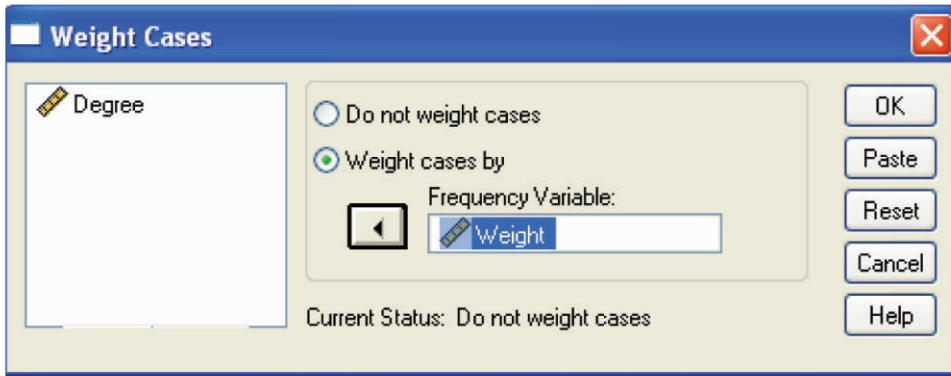 Weight Cases
Degree
Do not weight cases
Weight cases by
Frequency Variable:
Weight
Current Status: Do not weight cases
OK
Paste
Reset
Cancel
Help